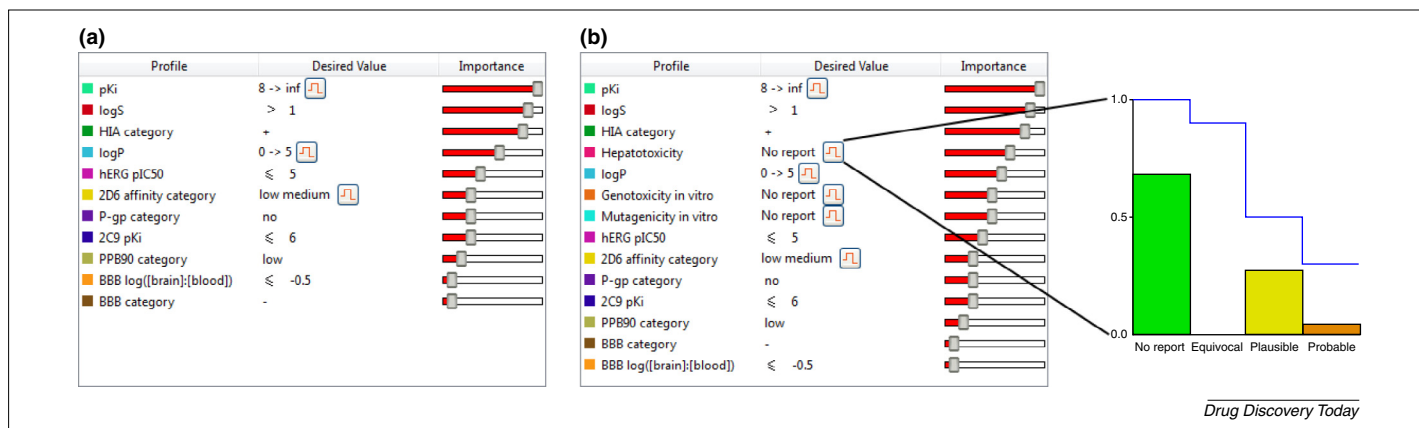 (a)
Profile Desired Value Importance
pKi 8 -> inf
logS > 1
HIA category +
logP 0 -> 5
hERG pIC50 ⩽ 5
2D6 affinity category low medium
P-gp category no
2C9 pKi ⩽ 6
PPB90 category low
BBB log([brain]:[blood]) ⩽ -0.5
BBB category -
(b)
Profile Desired Value Importance
pKi 8 -> inf
logS > 1
HIA category +
Hepatotoxicity No report
logP 0 -> 5
Genotoxicity in vitro No report
Mutagenicity in vitro No report
hERG pIC50 ⩽ 5
2D6 affinity category low medium
P-gp category no
2C9 pKi ⩽ 6
PPB90 category low
BBB category -
BBB log([brain]:[blood]) ⩽ -0.5
1.0
0.5
0.0
No report Equivocal Plausible Probable
Drug Discovery Today